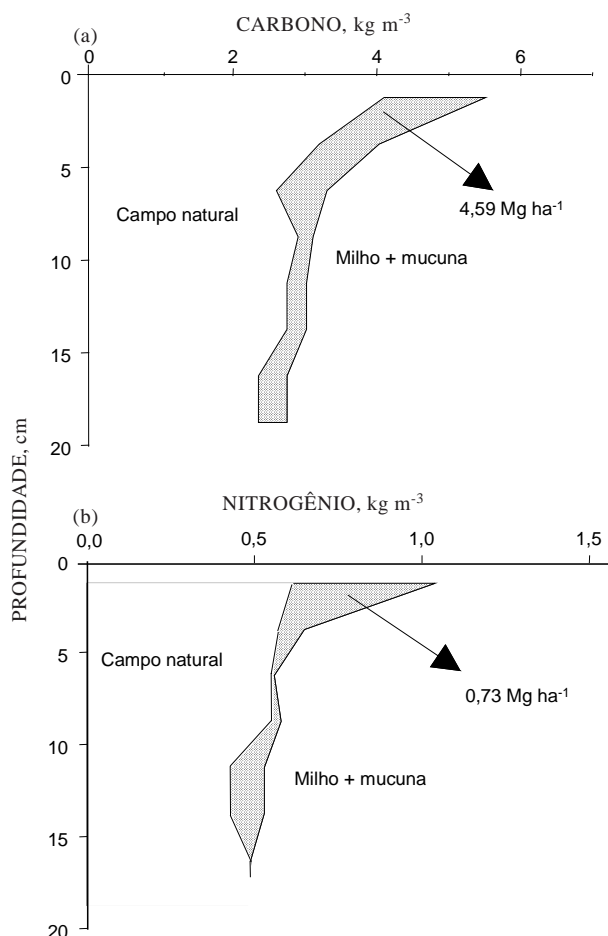 CARBONO, kg m⁻³
(a)
0 2 4 6
0
5
10
15
20
Campo natural
4,59 Mg ha⁻¹
Milho + mucuna
PROFUNDIDADE, cm
NITROGÊNIO, kg m⁻³
(b)
0,0 0,5 1,0 1,5
0
5
10
15
20
Campo natural
0,73 Mg ha⁻¹
Milho + mucuna